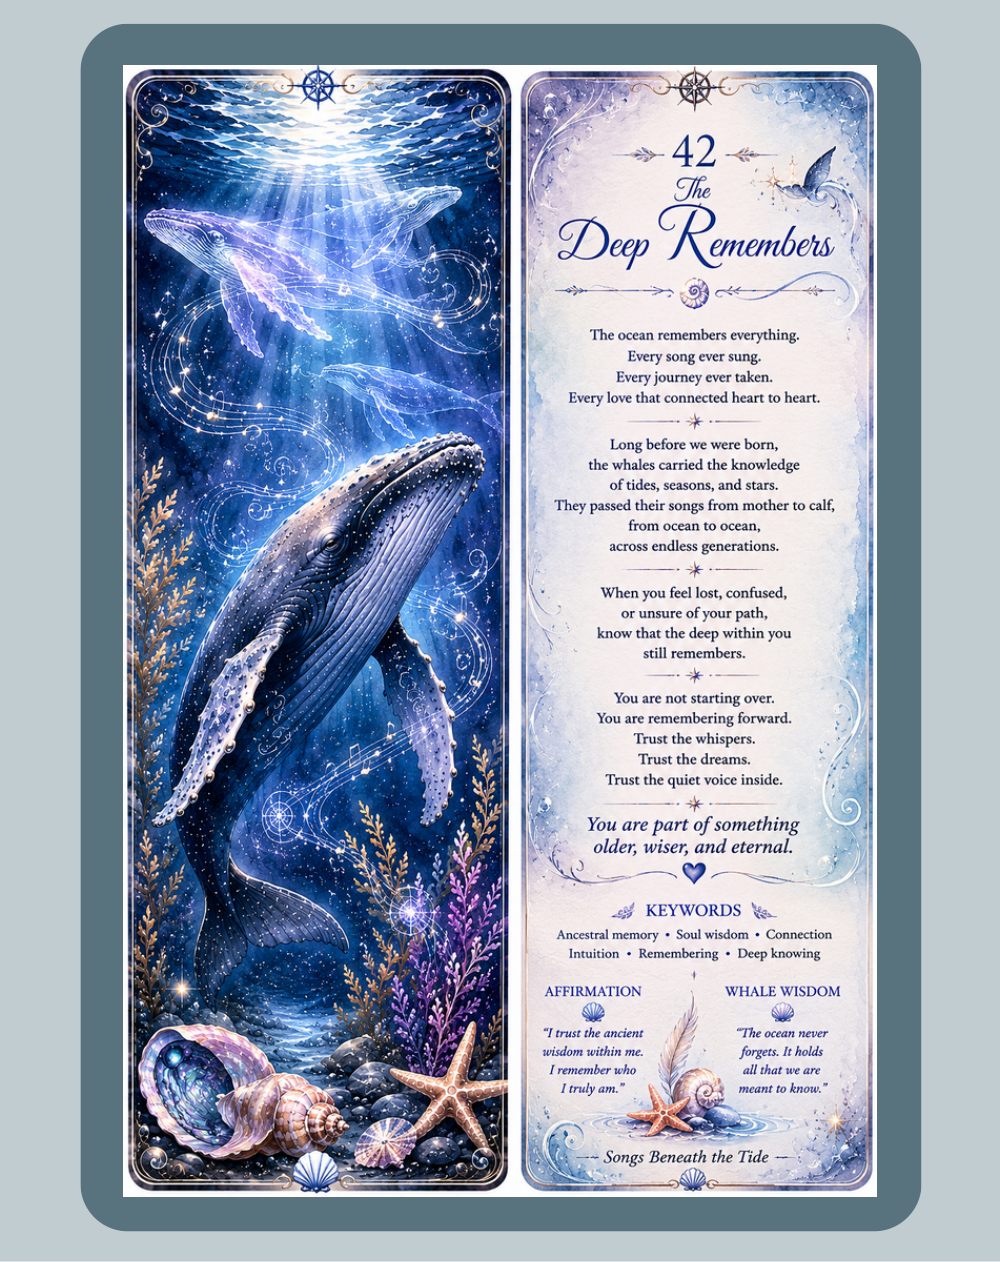 42
The
Deep Remembers
The ocean remembers everything.
Every song ever sung.
Every journey ever taken.
Every love that connected heart to heart.
Long before we were born,
the whales carried the knowledge
of tides, seasons, and stars.
They passed their songs from mother to calf,
from ocean to ocean,
across endless generations.
When you feel lost, confused,
or unsure of your path,
know that the deep within you
still remembers.
You are not starting over.
You are remembering forward.
Trust the whispers.
Trust the dreams.
Trust the quiet voice inside.
You are part of something
older, wiser, and eternal.
KEYWORDS
Ancestral memory • Soul wisdom • Connection
Intuition • Remembering • Deep knowing
AFFIRMATION
"I trust the ancient
wisdom within me.
I remember who
I truly am."
WHALE WISDOM
"The ocean never
forgets. It holds
all that we are
meant to know."
Songs Beneath the Tide